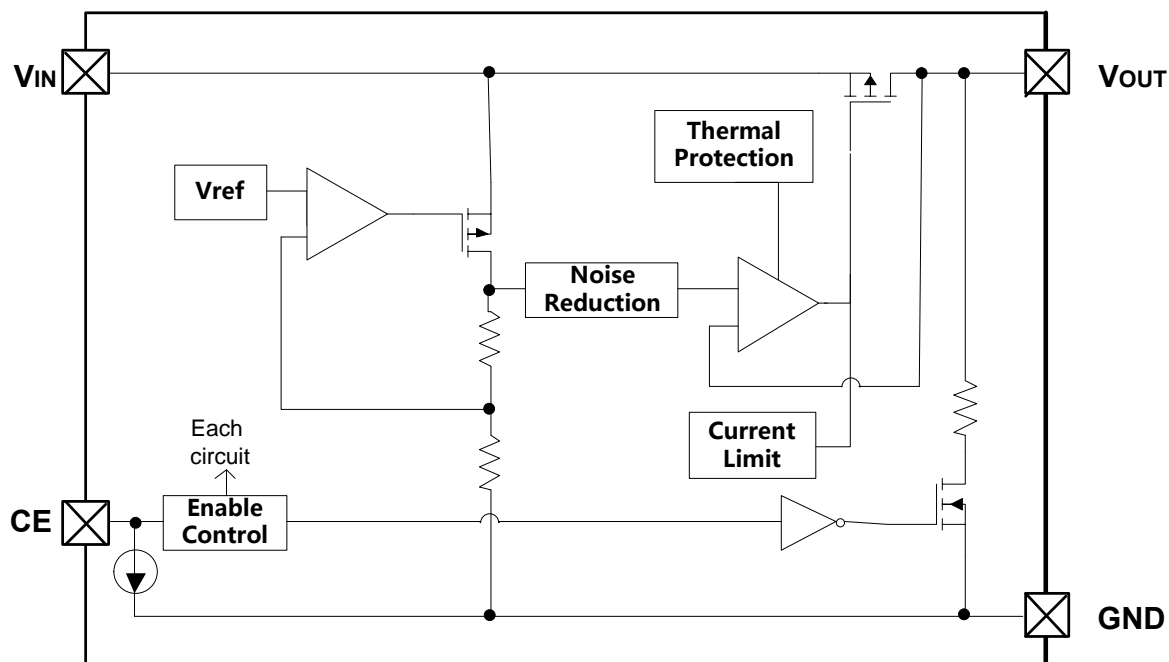 VIN
VOUT
Thermal
Protection
Vref
Noise
Reduction
Current
Limit
Each
circuit
CE
Enable
Control
GND